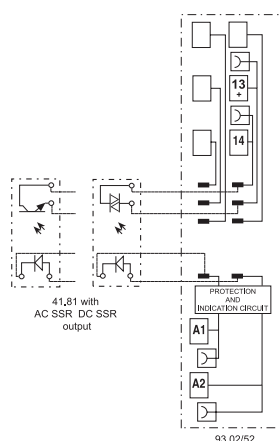 13
+
14
41.81 with
AC SSR DC SSR
output
PROTECTION
AND
INDICATION CIRCUIT
A1
A2
93.02/52